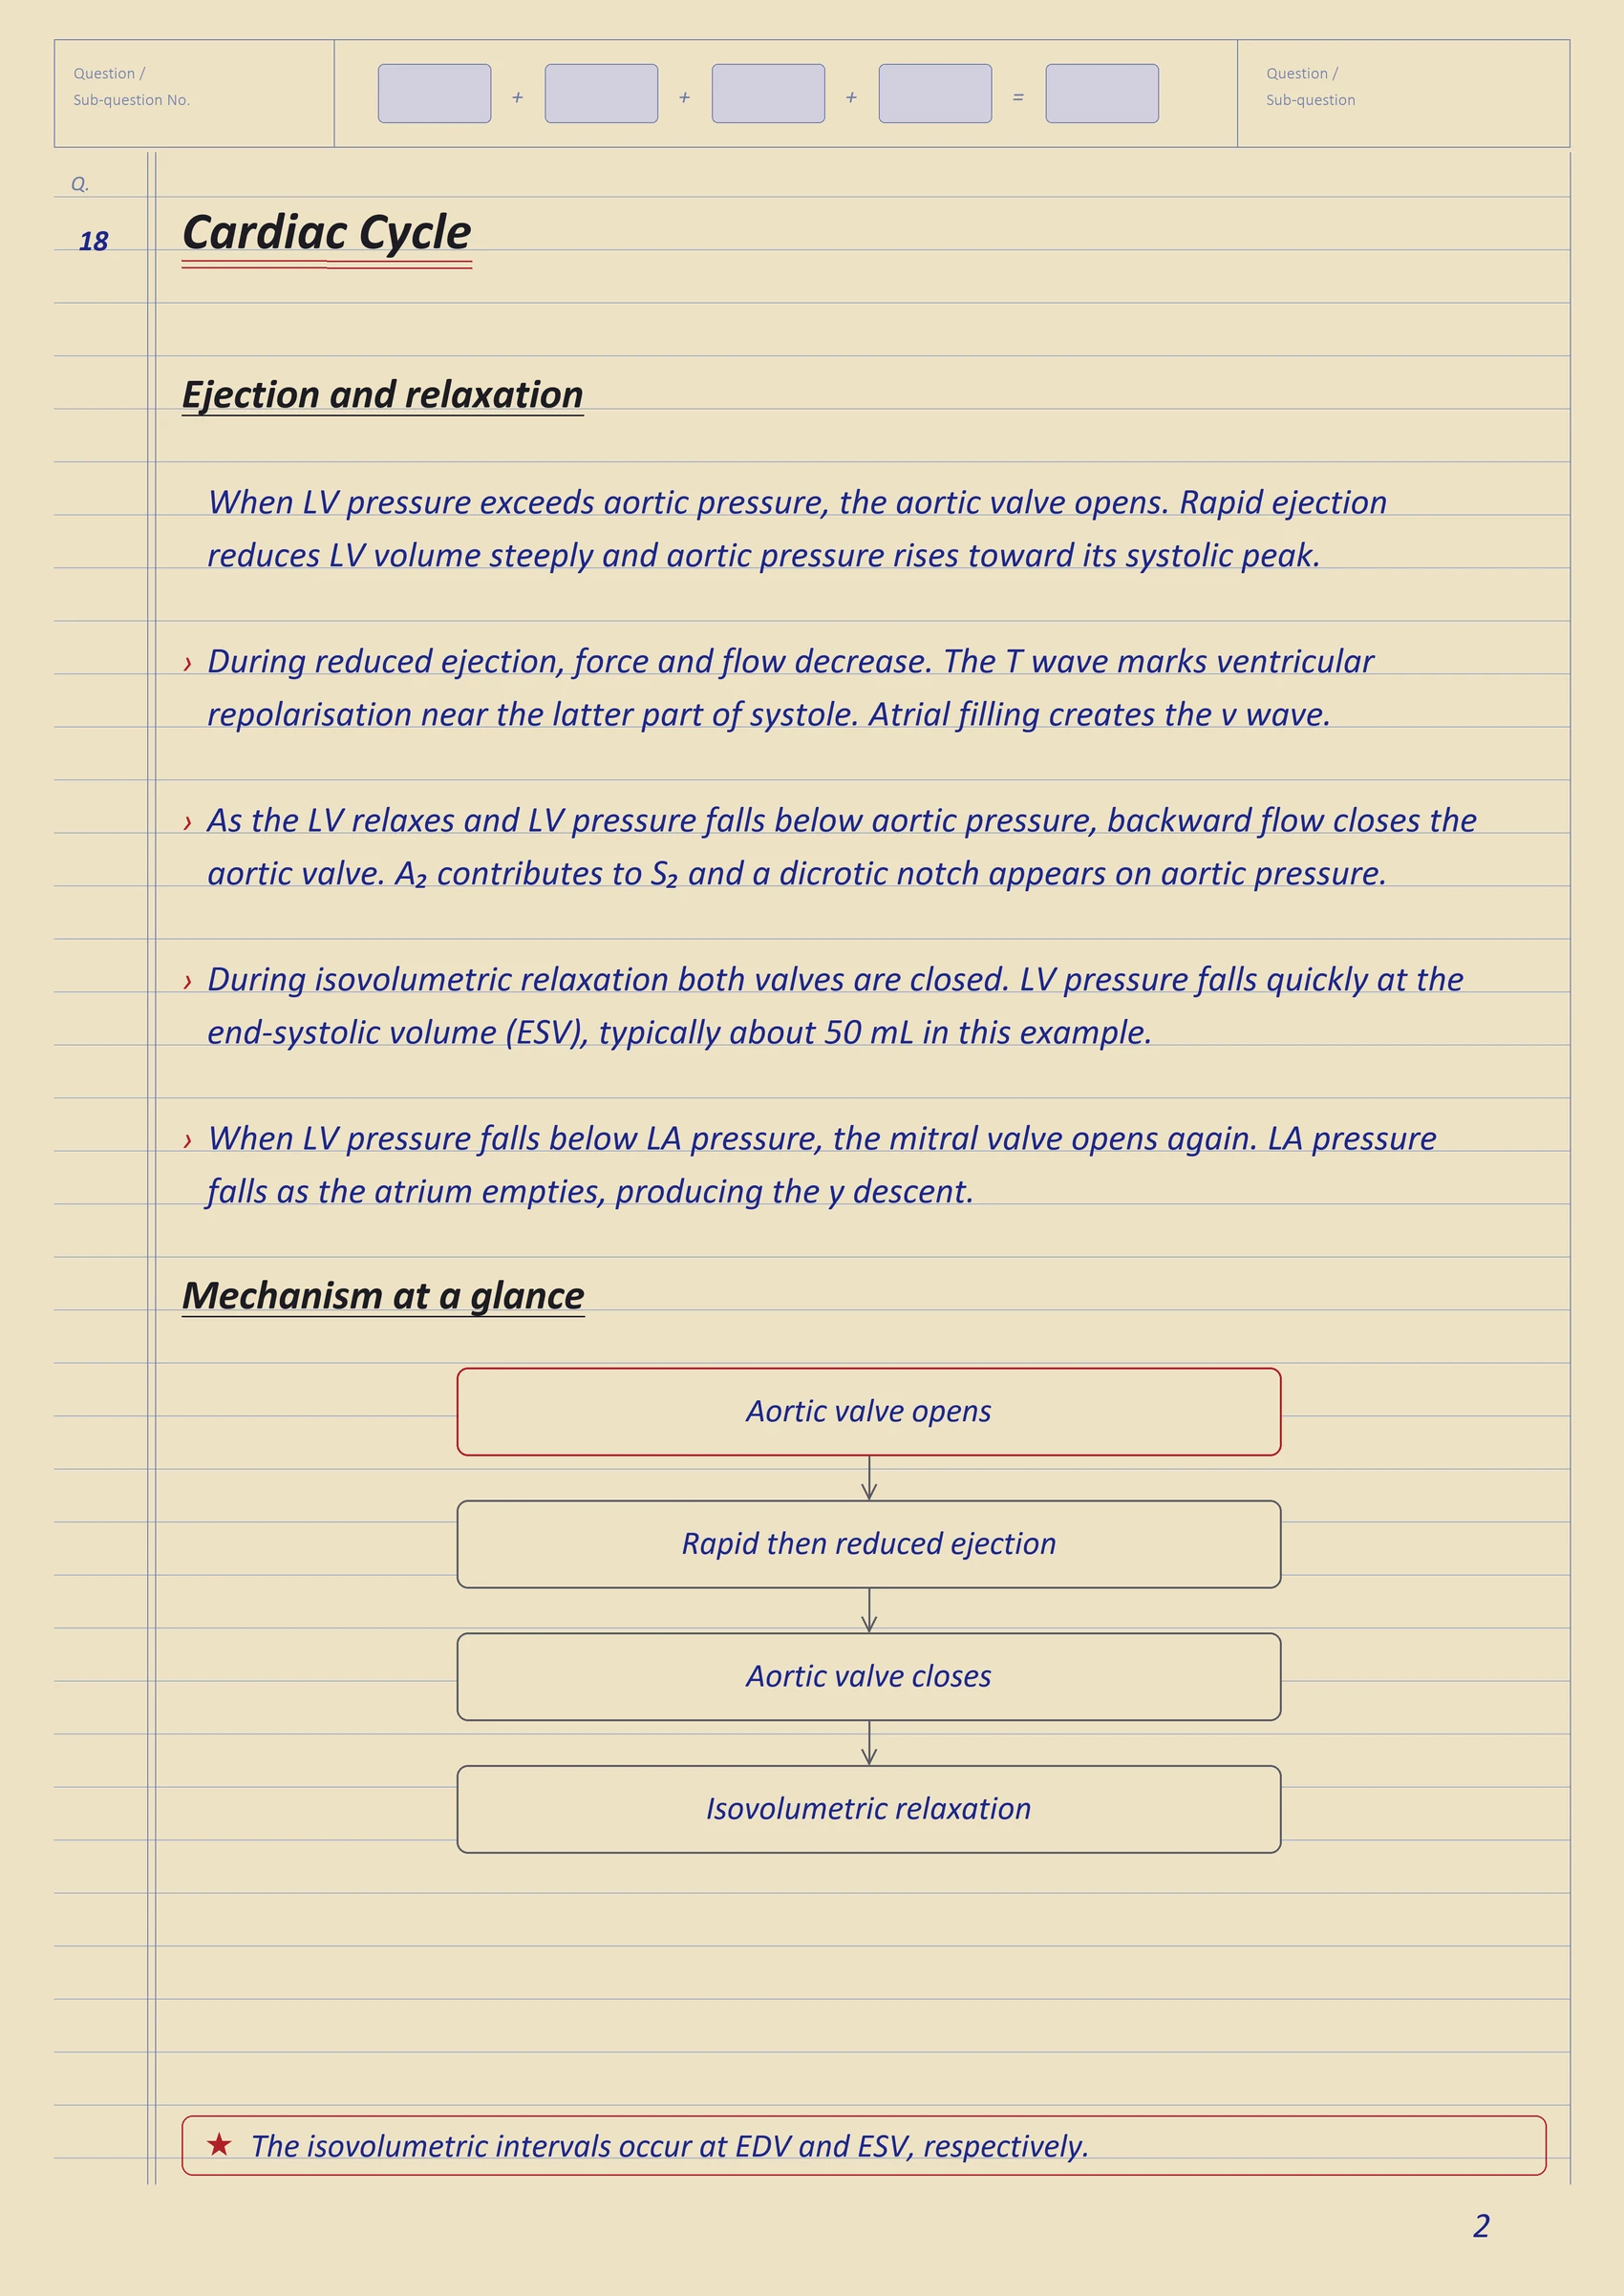 Question /
Sub-question No.
+ + + =
Question /
Sub-question
Q.
18
Cardiac Cycle
Ejection and relaxation
When LV pressure exceeds aortic pressure, the aortic valve opens. Rapid ejection
reduces LV volume steeply and aortic pressure rises toward its systolic peak.
› During reduced ejection, force and flow decrease. The T wave marks ventricular
repolarisation near the latter part of systole. Atrial filling creates the v wave.
› As the LV relaxes and LV pressure falls below aortic pressure, backward flow closes the
aortic valve. A₂ contributes to S₂ and a dicrotic notch appears on aortic pressure.
› During isovolumetric relaxation both valves are closed. LV pressure falls quickly at the
end-systolic volume (ESV), typically about 50 mL in this example.
› When LV pressure falls below LA pressure, the mitral valve opens again. LA pressure
falls as the atrium empties, producing the y descent.
Mechanism at a glance
Aortic valve opens
Rapid then reduced ejection
Aortic valve closes
Isovolumetric relaxation
★ The isovolumetric intervals occur at EDV and ESV, respectively.
2